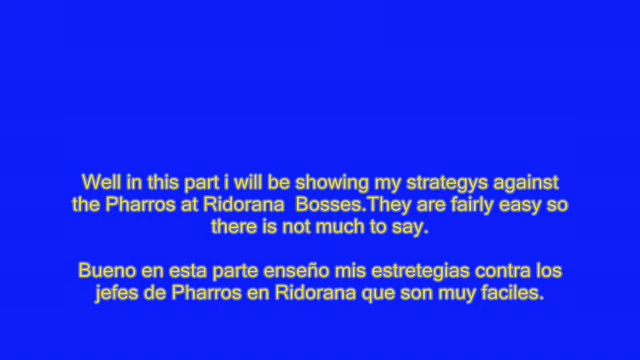 Well in this part i will be showing my strategys against
the Pharros at Ridorana  Bosses.They are fairly easy so
there is not much to say.
Bueno en esta parte enseño mis estretegias contra los
jefes de Pharros en Ridorana que son muy faciles.